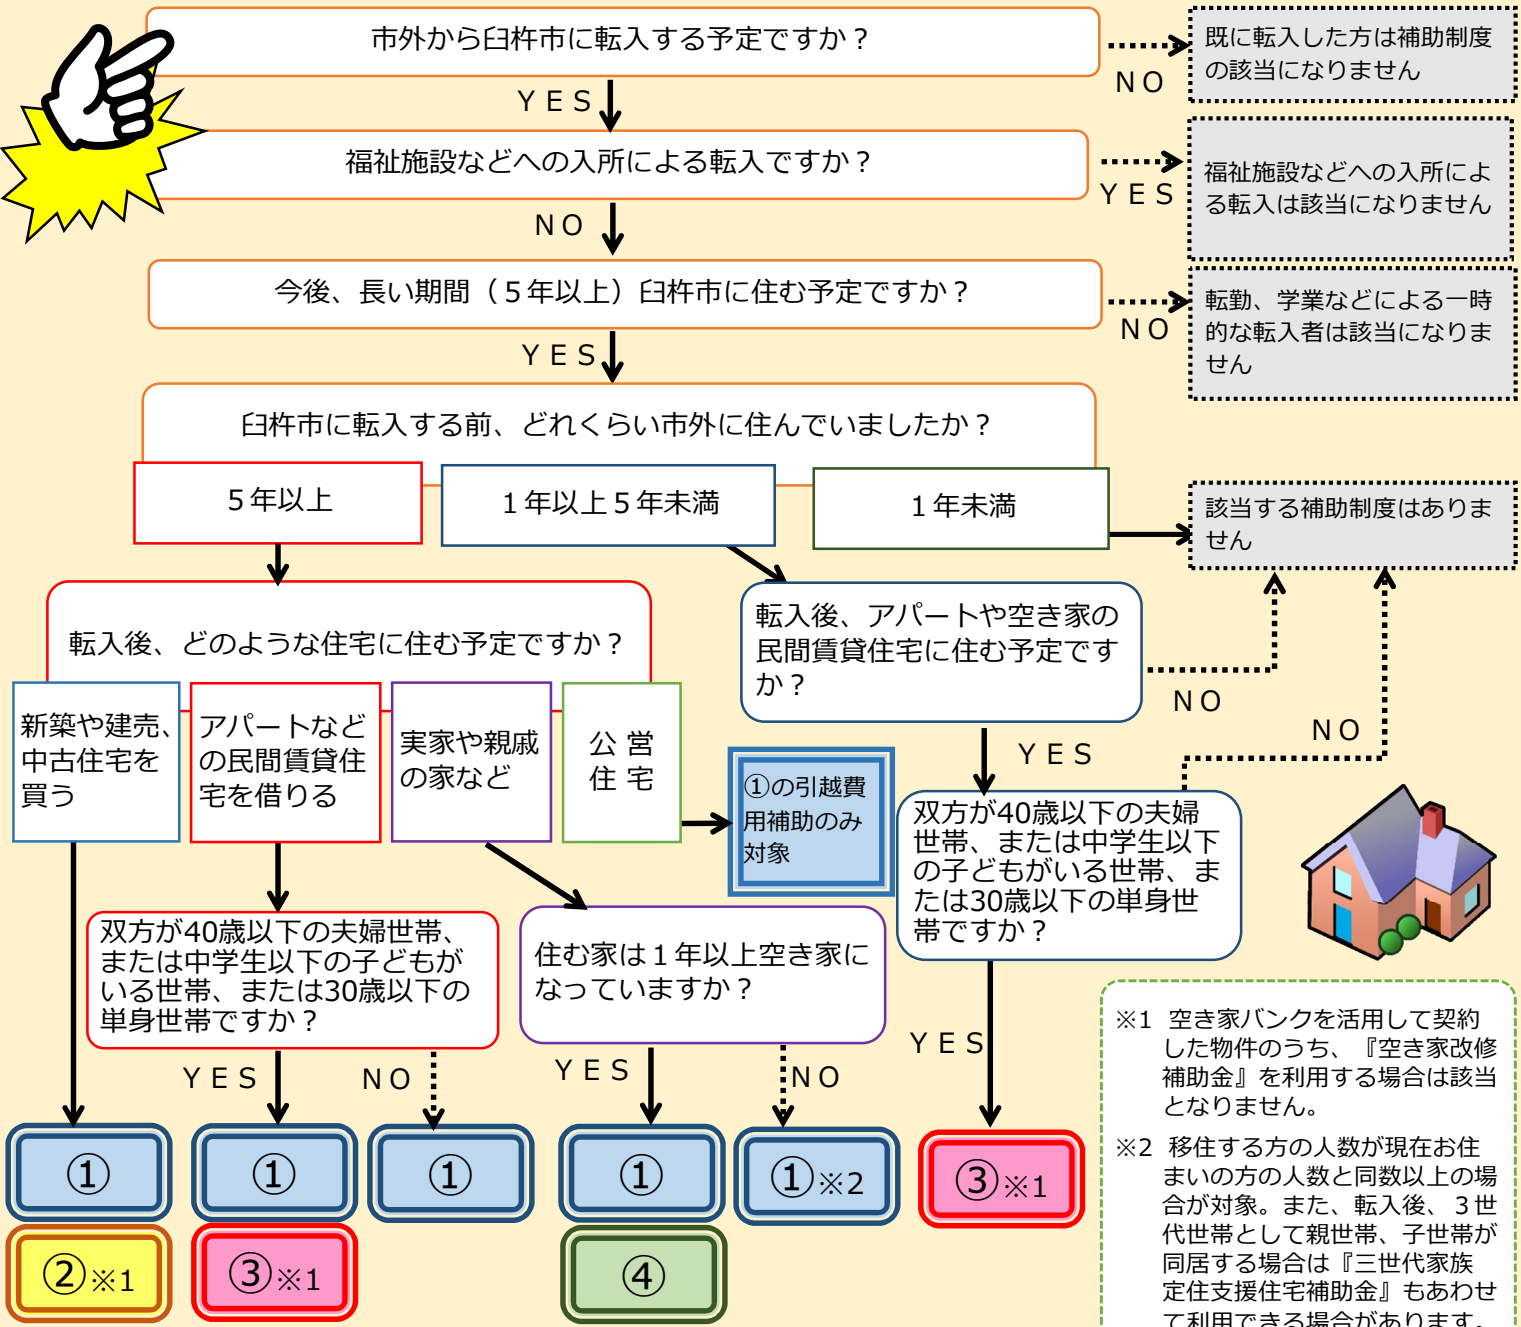 市外から臼杵市に転入する予定ですか？
ＮＯ
既に転入した方は補助制度
の該当になりません
ＹＥＳ
福祉施設などへの入所による転入ですか？
ＹＥＳ
福祉施設などへの入所によ
る転入は該当になりません
ＮＯ
今後、長い期間（５年以上）臼杵市に住む予定ですか？
ＮＯ
転勤、学業などによる一時
的な転入者は該当になりま
せん
ＹＥＳ
臼杵市に転入する前、どれくらい市外に住んでいましたか？
５年以上
１年以上５年未満
１年未満
該当する補助制度はありま
せん
転入後、どのような住宅に住む予定ですか？
新築や建売、
中古住宅を
買う
アパートなど
の民間賃貸住
宅を借りる
実家や親戚
の家など
公 営
住 宅
①の引越費
用補助のみ
対象
転入後、アパートや空き家の
民間賃貸住宅に住む予定です
か？
ＮＯ
ＹＥＳ
ＮＯ
双方が40歳以下の夫婦
世帯、または中学生以下
の子どもがいる世帯、ま
たは30歳以下の単身世
帯ですか？
双方が40歳以下の夫婦世帯、
または中学生以下の子どもが
いる世帯、または30歳以下の
単身世帯ですか？
住む家は１年以上空き家に
なっていますか？
ＹＥＳ
ＮＯ
ＹＥＳ
ＮＯ
ＹＥＳ
①
①
①
①
①※2
③※1
②※1
③※1
④
※1 空き家バンクを活用して契約
した物件のうち、『空き家改修
補助金』を利用する場合は該当
となりません。
※2 移住する方の人数が現在お住
まいの方の人数と同数以上の場
合が対象。また、転入後、３世
代世帯として親世帯、子世帯が
同居する場合は『三世代家族
定住支援住宅補助金』もあわせ
て利用できる場合があります。